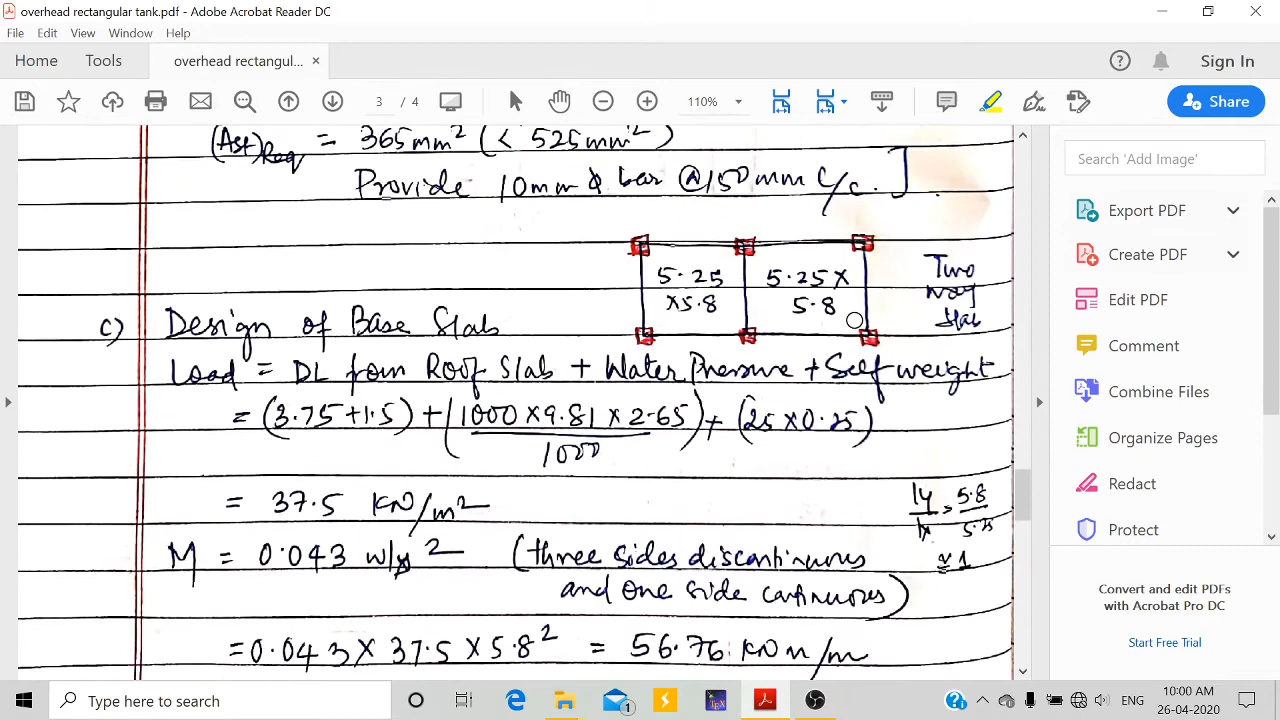 overhead rectangular tank.pdf - Adobe Acrobat Reader DC
File Edit View Window Help
Home Tools overhead rectangul... × Sign In
3 / 4 110% Share
(Ast)Req = 365mm² (< 525mm²)
Provide 10mm ϕ bar @150mm C/c.]
5.25 ×5.8
5.25× 5.8
Two way slab
c) Design of Base Slab
Load = DL from Roof Slab + Water Pressure + Self weight
= (3.75+1.5) + (1000×9.81×2.65/1000) + (25×0.25)
= 37.5 KN/m²
ly/lx = 5.8/5.25
≈1
M = 0.043 w/y 2 (three sides discontinuous
and one side continuous)
= 0.043 × 37.5 × 5.8² = 56.76 KN m/m
Search 'Add Image'
Export PDF
Create PDF
Edit PDF
Comment
Combine Files
Organize Pages
Redact
Protect
Convert and edit PDFs
with Acrobat Pro DC
Start Free Trial
Type here to search
1
TpX
ENG
10:00 AM
26-04-2020